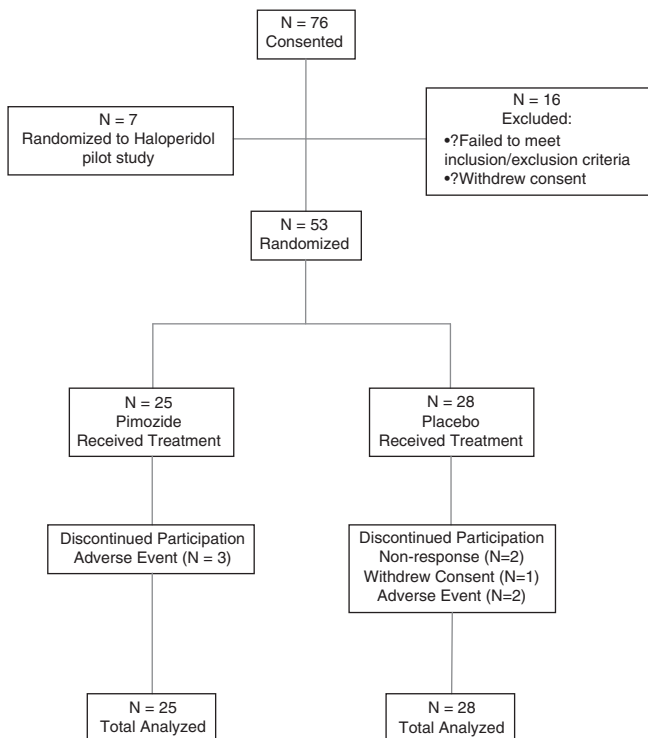 N = 76
Consented
N = 7
Randomized to Haloperidol
pilot study
N = 16
Excluded:
•?Failed to meet
inclusion/exclusion criteria
•?Withdrew consent
N = 53
Randomized
N = 25
Pimozide
Received Treatment
N = 28
Placebo
Received Treatment
Discontinued Participation
Adverse Event (N = 3)
Discontinued Participation
Non-response (N=2)
Withdrew Consent (N=1)
Adverse Event (N=2)
N = 25
Total Analyzed
N = 28
Total Analyzed